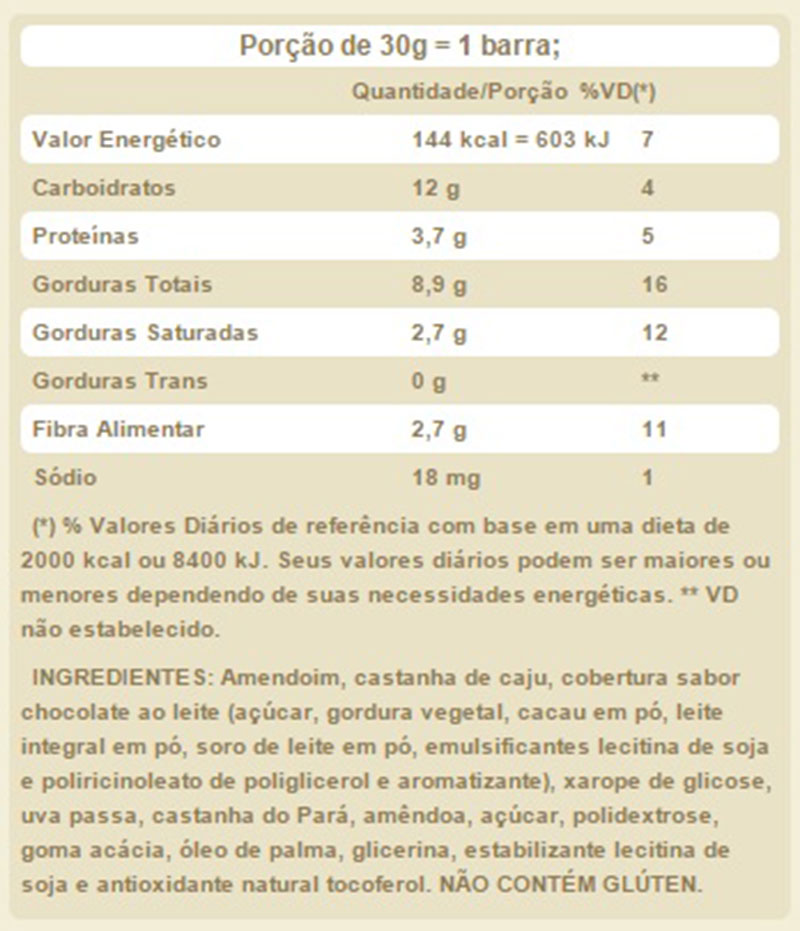 Porção de 30g = 1 barra;
Quantidade/Porção %VD(*)
Valor Energético 144 kcal = 603 kJ 7
Carboidratos 12 g 4
Proteínas 3,7 g 5
Gorduras Totais 8,9 g 16
Gorduras Saturadas 2,7 g 12
Gorduras Trans 0 g **
Fibra Alimentar 2,7 g 11
Sódio 18 mg 1
(*) % Valores Diários de referência com base em uma dieta de
2000 kcal ou 8400 kJ. Seus valores diários podem ser maiores ou
menores dependendo de suas necessidades energéticas. ** VD
não estabelecido.
INGREDIENTES: Amendoim, castanha de caju, cobertura sabor
chocolate ao leite (açúcar, gordura vegetal, cacau em pó, leite
integral em pó, soro de leite em pó, emulsificantes lecitina de soja
e poliricinoleato de poliglicerol e aromatizante), xarope de glicose,
uva passa, castanha do Pará, amêndoa, açúcar, polidextrose,
goma acácia, óleo de palma, glicerina, estabilizante lecitina de
soja e antioxidante natural tocoferol. NÃO CONTÉM GLÚTEN.